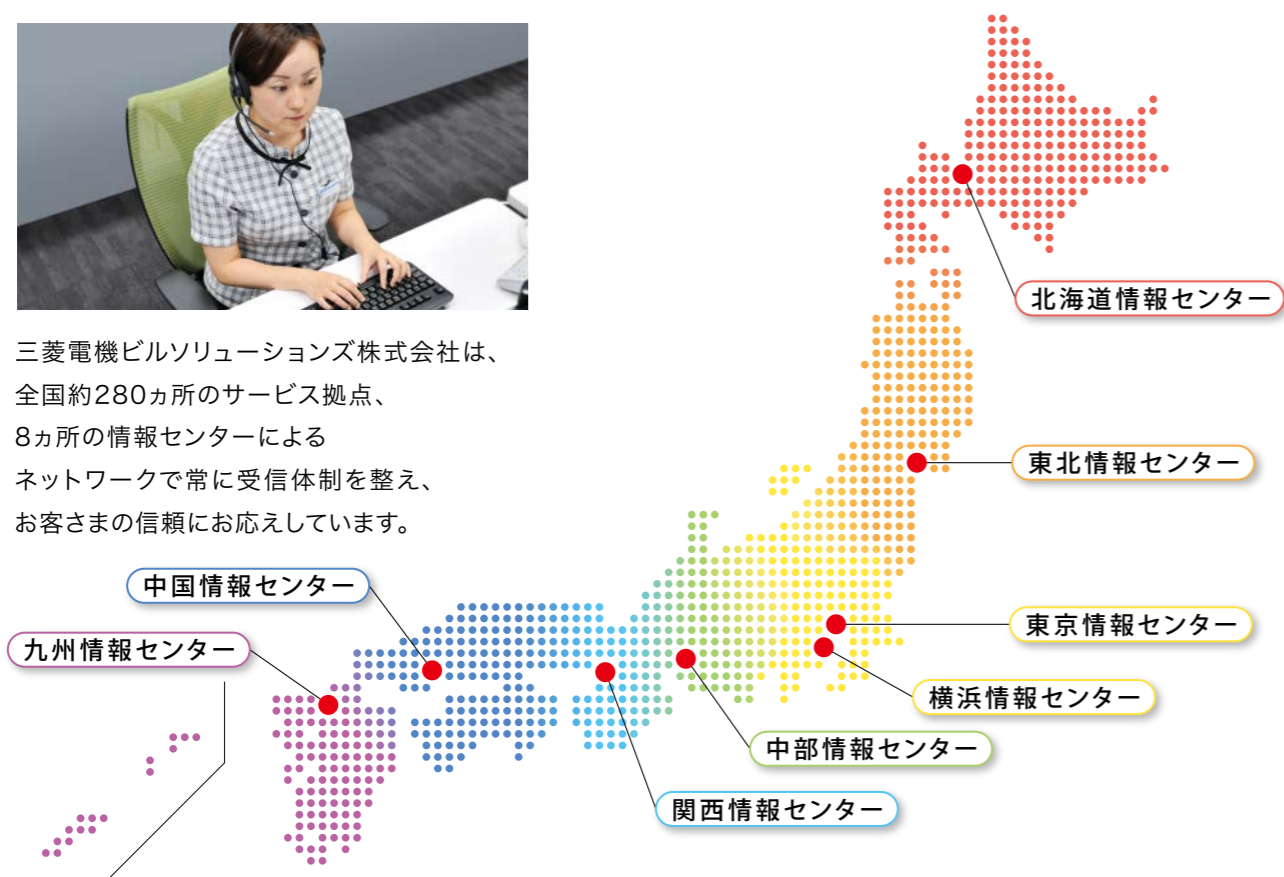 三菱電機ビルソリューションズ株式会社は、
全国約280ヵ所のサービス拠点、
8ヵ所の情報センターによる
ネットワークで常に受信体制を整え、
お客さまの信頼にお応えしています。
北海道情報センター
東北情報センター
東京情報センター
横浜情報センター
中部情報センター
関西情報センター
中国情報センター
九州情報センター